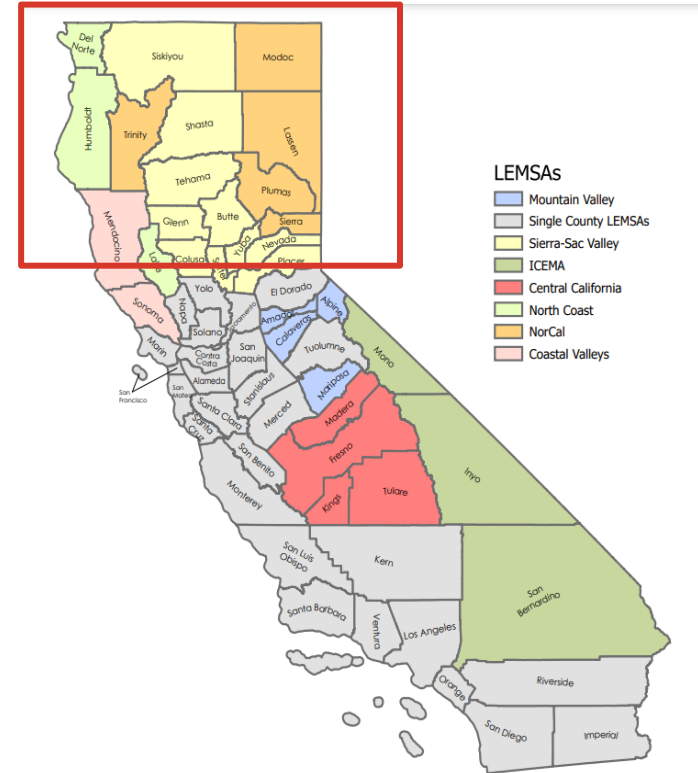 Del
Norte
Siskiyou
Modoc
Humboldt
Trinity
Shasta
Lassen
Tehama
Plumas
Mendocino
Glenn
Butte
Sierra
Lake
Colusa
Yuba
Nevada
Placer
Yolo
El Dorado
Sonoma
Napa
Solano
Amador
Alpine
Calaveras
Marin
Contra
Costa
San
Joaquin
Tuolumne
Mono
San
Francisco
Alameda
San
Mateo
Stanislaus
Mariposa
Santa Clara
Santa
Cruz
Merced
Madera
San Benito
Fresno
Inyo
Monterey
Kings
Tulare
San Luis
Obispo
Kern
San
Bernardino
Santa Barbara
Ventura
Los Angeles
Orange
Riverside
San Diego
Imperial
LEMSAs
Mountain Valley
Single County LEMSAs
Sierra-Sac Valley
ICEMA
Central California
North Coast
NorCal
Coastal Valleys